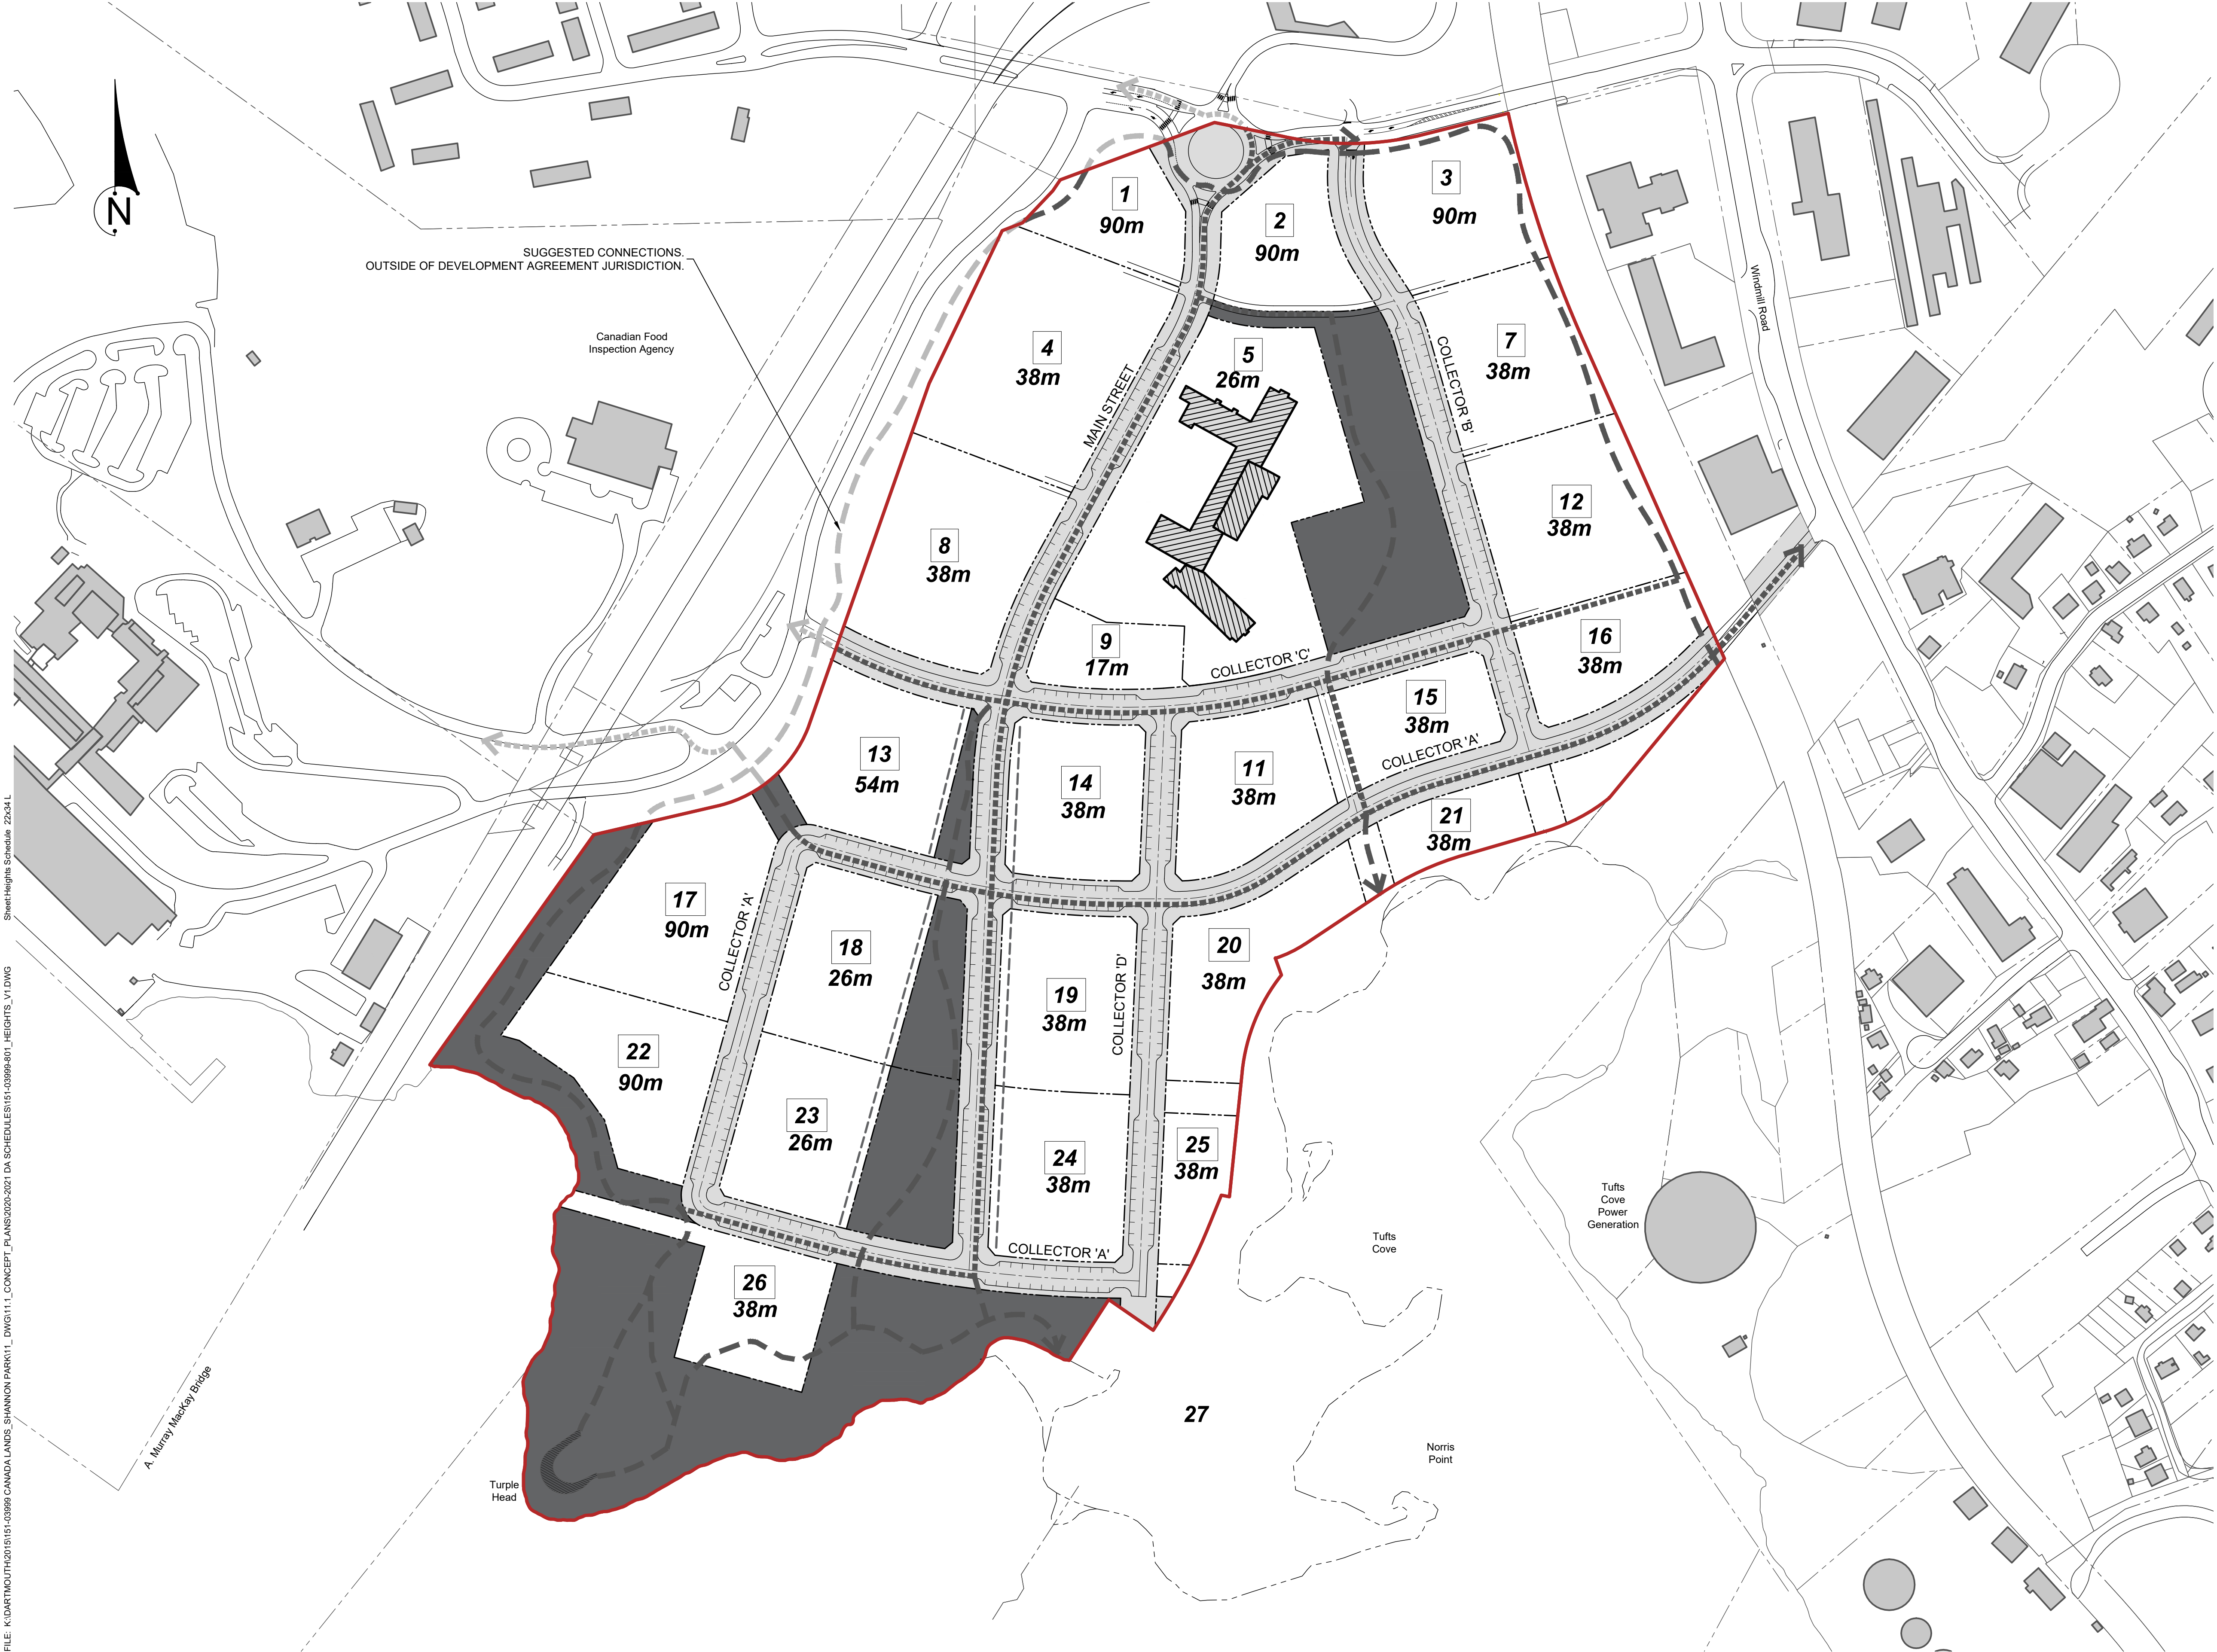 N
SUGGESTED CONNECTIONS.
OUTSIDE OF DEVELOPMENT AGREEMENT JURISDICTION.
Canadian Food
Inspection Agency
Windmill Road
1
90m
2
90m
3
90m
4
38m
5
26m
7
38m
MAIN STREET
COLLECTOR 'B'
8
38m
12
38m
9
17m
COLLECTOR 'C'
16
38m
13
54m
14
38m
11
38m
15
38m
COLLECTOR 'A'
21
38m
17
90m
COLLECTOR 'A'
18
26m
19
38m
COLLECTOR 'D'
20
38m
22
90m
23
26m
24
38m
25
38m
COLLECTOR 'A'
26
38m
27
Tufts
Cove
Power
Generation
Tufts
Cove
Norris
Point
Turple
Head
A. Murray MacKay Bridge
FILE: K:\DARTMOUTH\2015\151-03999 CANADA LANDS_SHANNON PARK\11_ DWG\11.1_CONCEPT_PLANS\2020-2021 DA SCHEDULES\151-03999-801_HEIGHTS_V1.DWG
Sheet:Heights Schedule 22x34 L